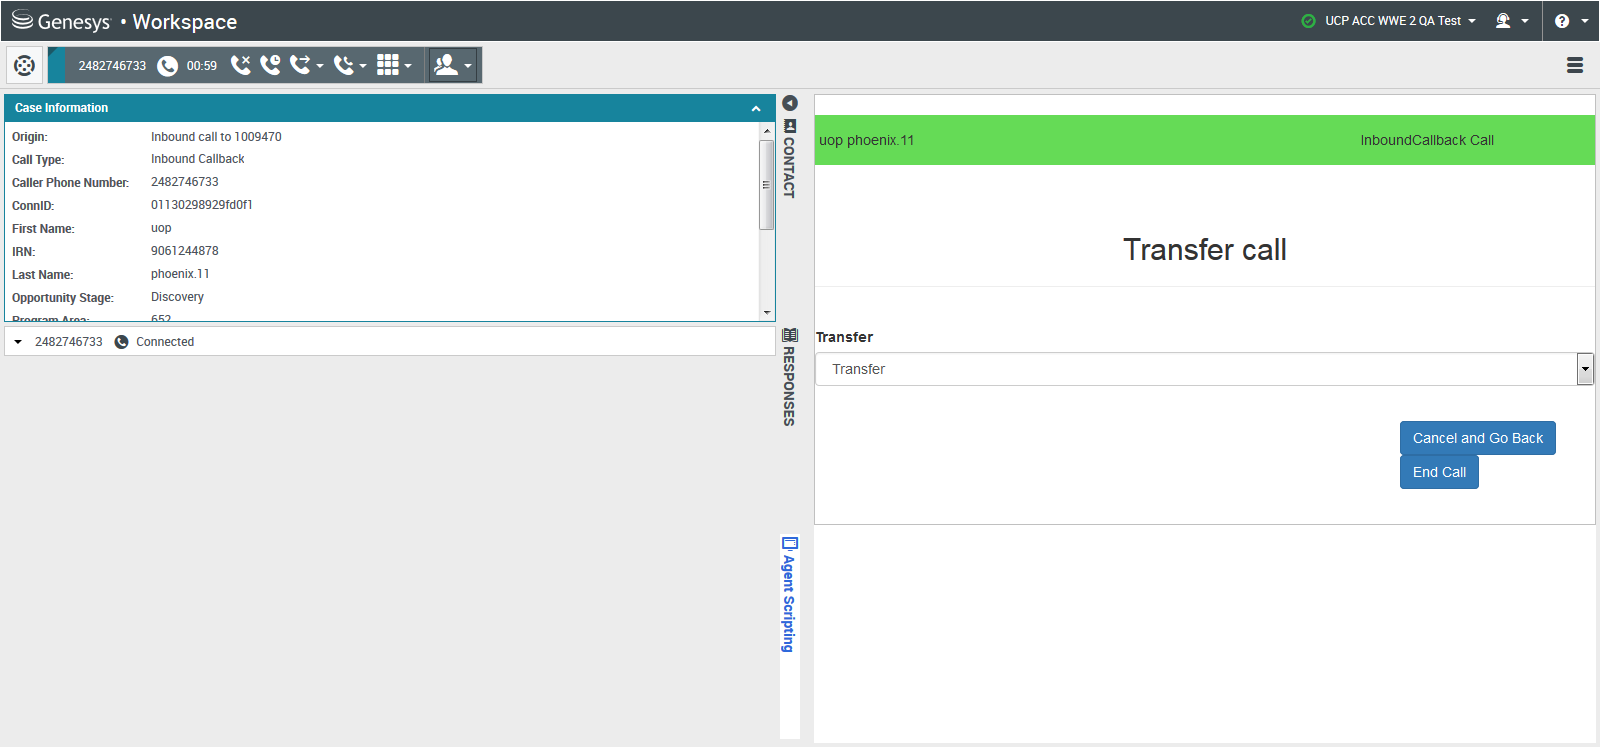 Genesys • Workspace
UCP ACC WWE 2 QA Test
2482746733 00:59
Case Information
Origin: Inbound call to 1009470
Call Type: Inbound Callback
Caller Phone Number: 2482746733
ConnID: 01130298929fd0f1
First Name: uop
IRN: 9061244878
Last Name: phoenix.11
Opportunity Stage: Discovery
Program Area: 652
2482746733 Connected
CONTACT
RESPONSES
Agent Scripting
uop phoenix.11 InboundCallback Call
Transfer call
Transfer
Transfer
Cancel and Go Back
End Call